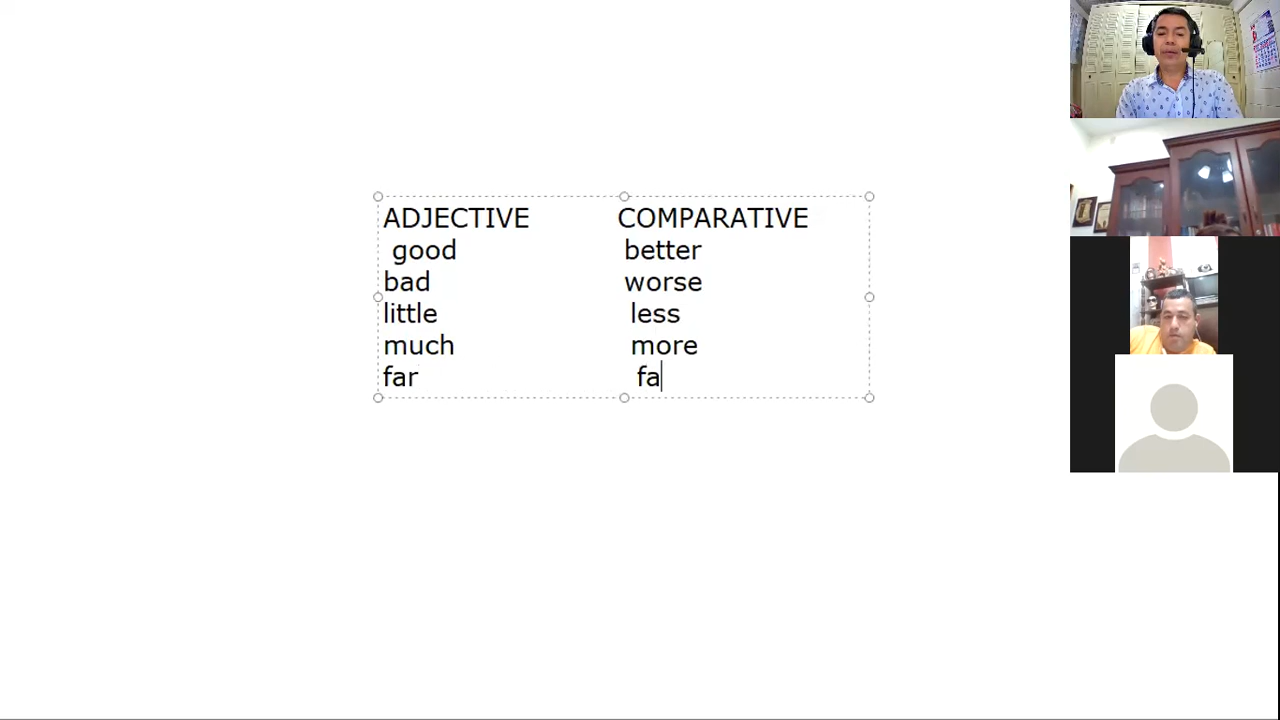 ADJECTIVE COMPARATIVE
good better
bad worse
little less
much more
far fa